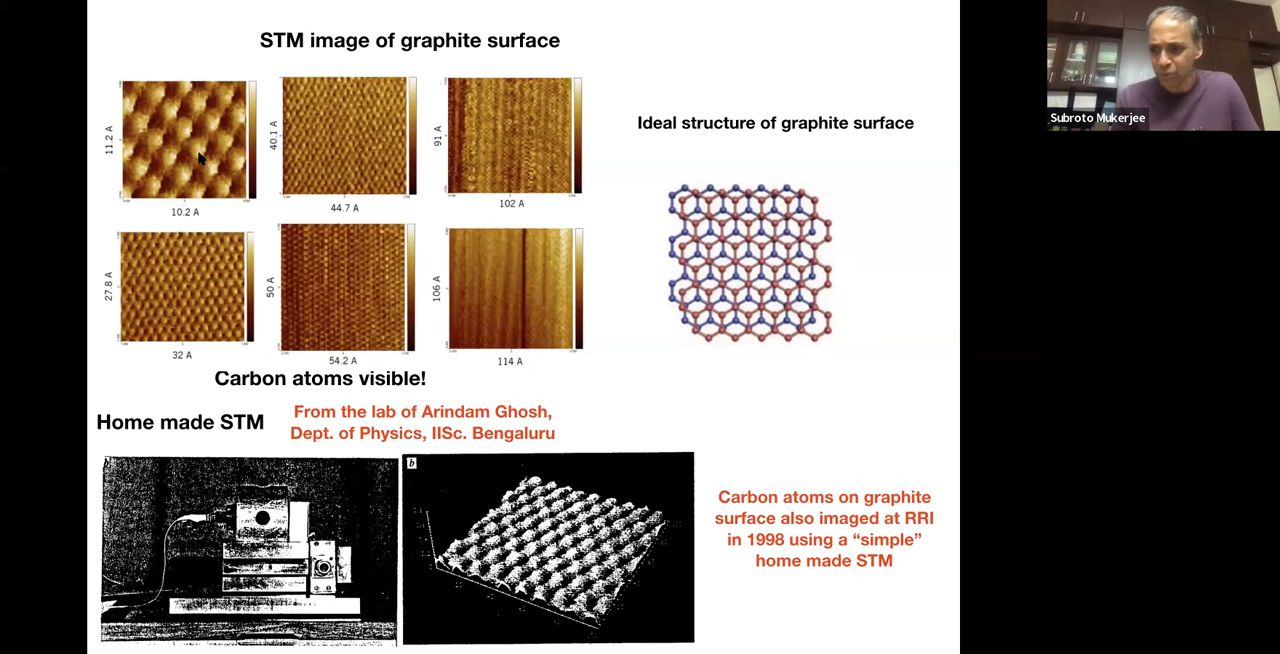 STM image of graphite surface
Subroto Mukerjee
Ideal structure of graphite surface
11.2 A
10.2 A
40.1 A
44.7 A
91 A
102 A
27.8 A
32 A
50 A
54.2 A
106 A
114 A
Carbon atoms visible!
Home made STM
From the lab of Arindam Ghosh,
Dept. of Physics, IISc. Bengaluru
b
Carbon atoms on graphite
surface also imaged at RRI
in 1998 using a “simple”
home made STM